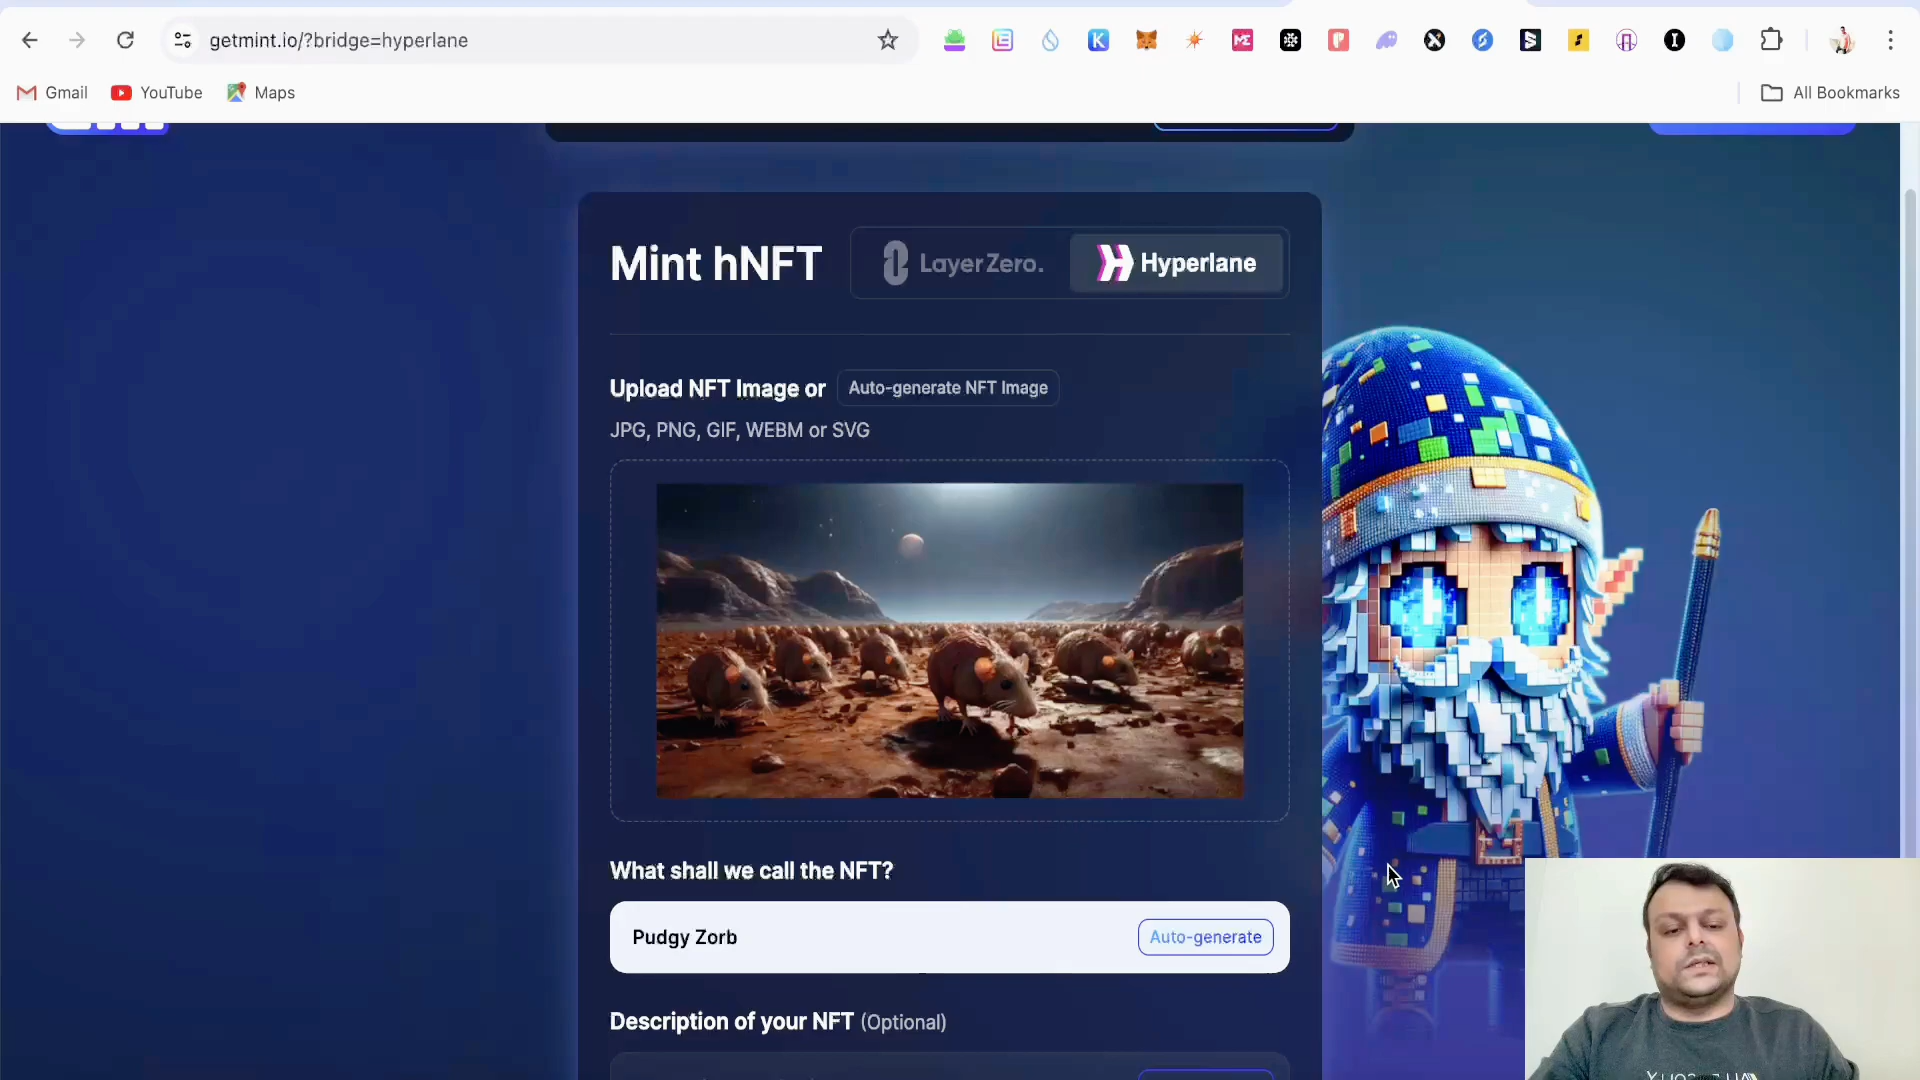 getmint.io/?bridge=hyperlane
Gmail
YouTube
Maps
All Bookmarks
Mint hNFT
LayerZero.
Hyperlane
Upload NFT Image or
Auto-generate NFT Image
JPG, PNG, GIF, WEBM or SVG
What shall we call the NFT?
Pudgy Zorb
Auto-generate
Description of your NFT (Optional)